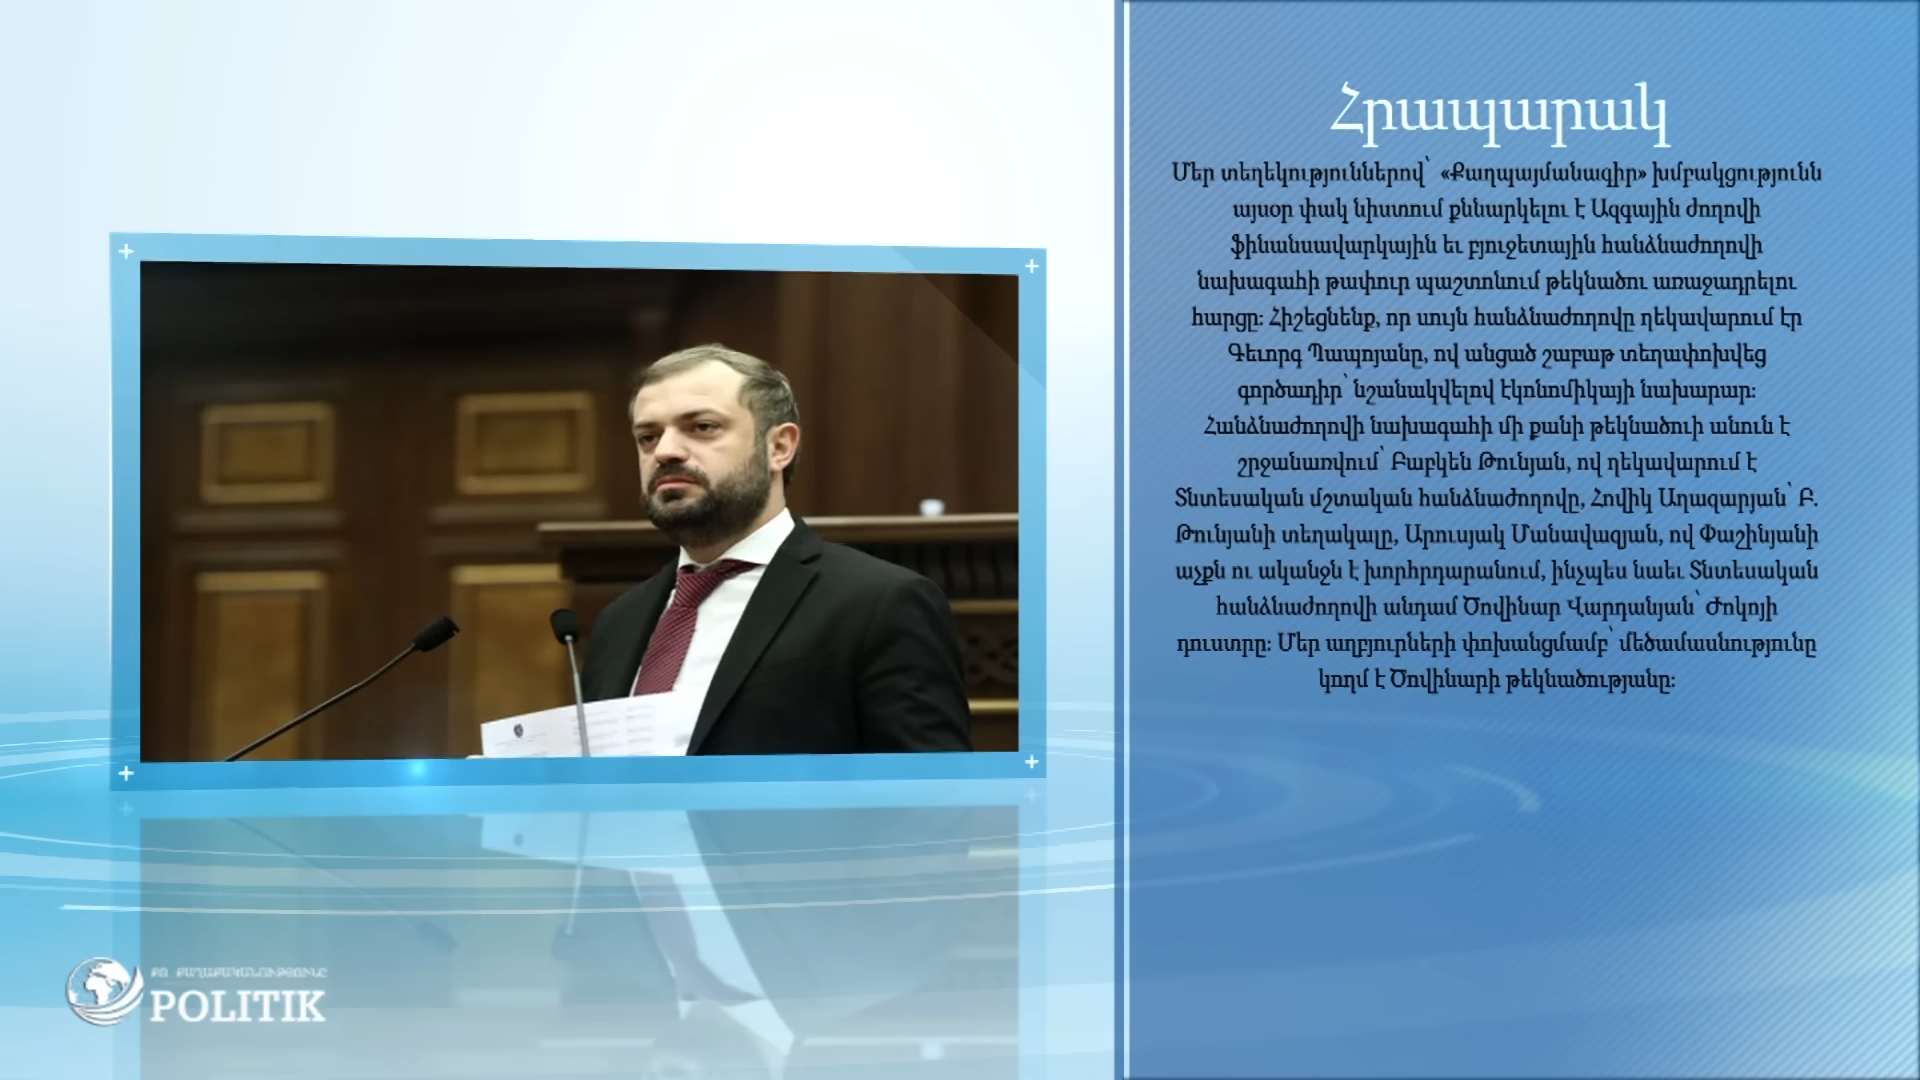 Հրապարակ
Մեր տեղեկություններով՝ «Քաղպայմանագիր» խմբակցությունն
այսօր փակ նիստում քննարկելու է Ազգային ժողովի
ֆինանսավարկային եւ բյուջետային հանձնաժողովի
նախագահի թափուր պաշտոնում թեկնածու առաջադրելու
հարցը: Հիշեցնենք, որ սույն հանձնաժողովը ղեկավարում էր
Գեւորգ Պապոյանը, ով անցած շաբաթ տեղափոխվեց
գործադիր՝ նշանակվելով էկոնոմիկայի նախարար:
Հանձնաժողովի նախագահի մի քանի թեկնածուի անուն է
շրջանառվում՝ Բաբկեն Թունյան, ով ղեկավարում է
Տնտեսական մշտական հանձնաժողովը, Հովիկ Աղազարյան՝ Բ.
Թունյանի տեղակալը, Արուսյակ Մանավազյան, ով Փաշինյանի
աչքն ու ականջն է խորհրդարանում, ինչպես նաեւ Տնտեսական
հանձնաժողովի անդամ Ծովինար Վարդանյան՝ Ժոկոյի
դուստրը: Մեր աղբյուրների փոխանցմամբ՝ մեծամասնությունը
կողմ է Ծովինարի թեկնածությանը:
ՔՈ ՔԱՂԱՔԱԿԱՆՈՒԹՅՈՒՆԸ
POLITIK